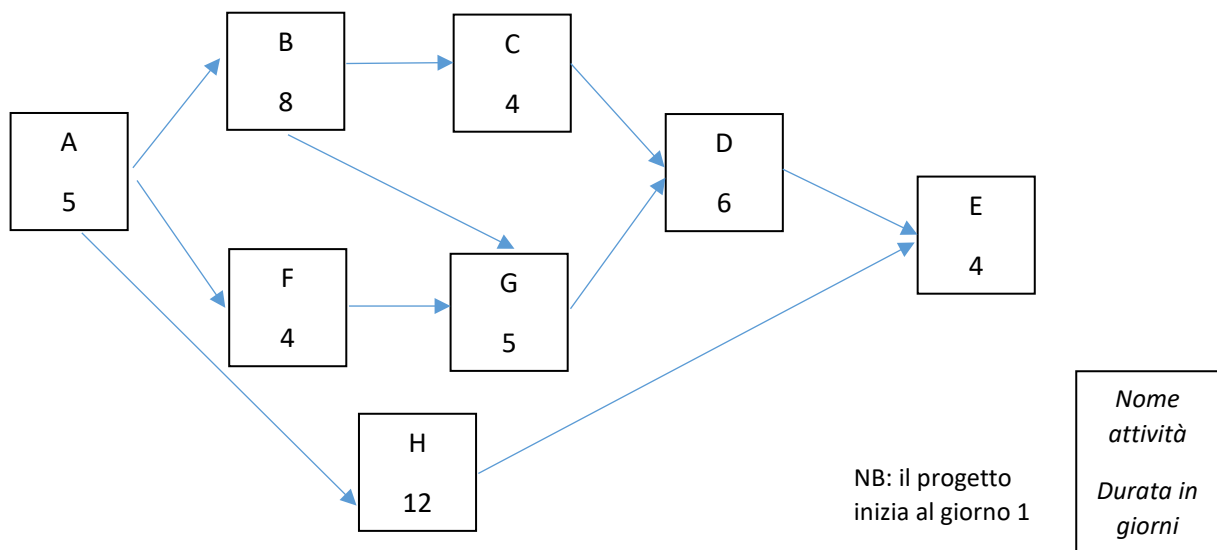 A
5
B
8
C
4
D
6
E
4
F
4
G
5
H
12
NB: il progetto
inizia al giorno 1
Nome
attività
Durata in
giorni